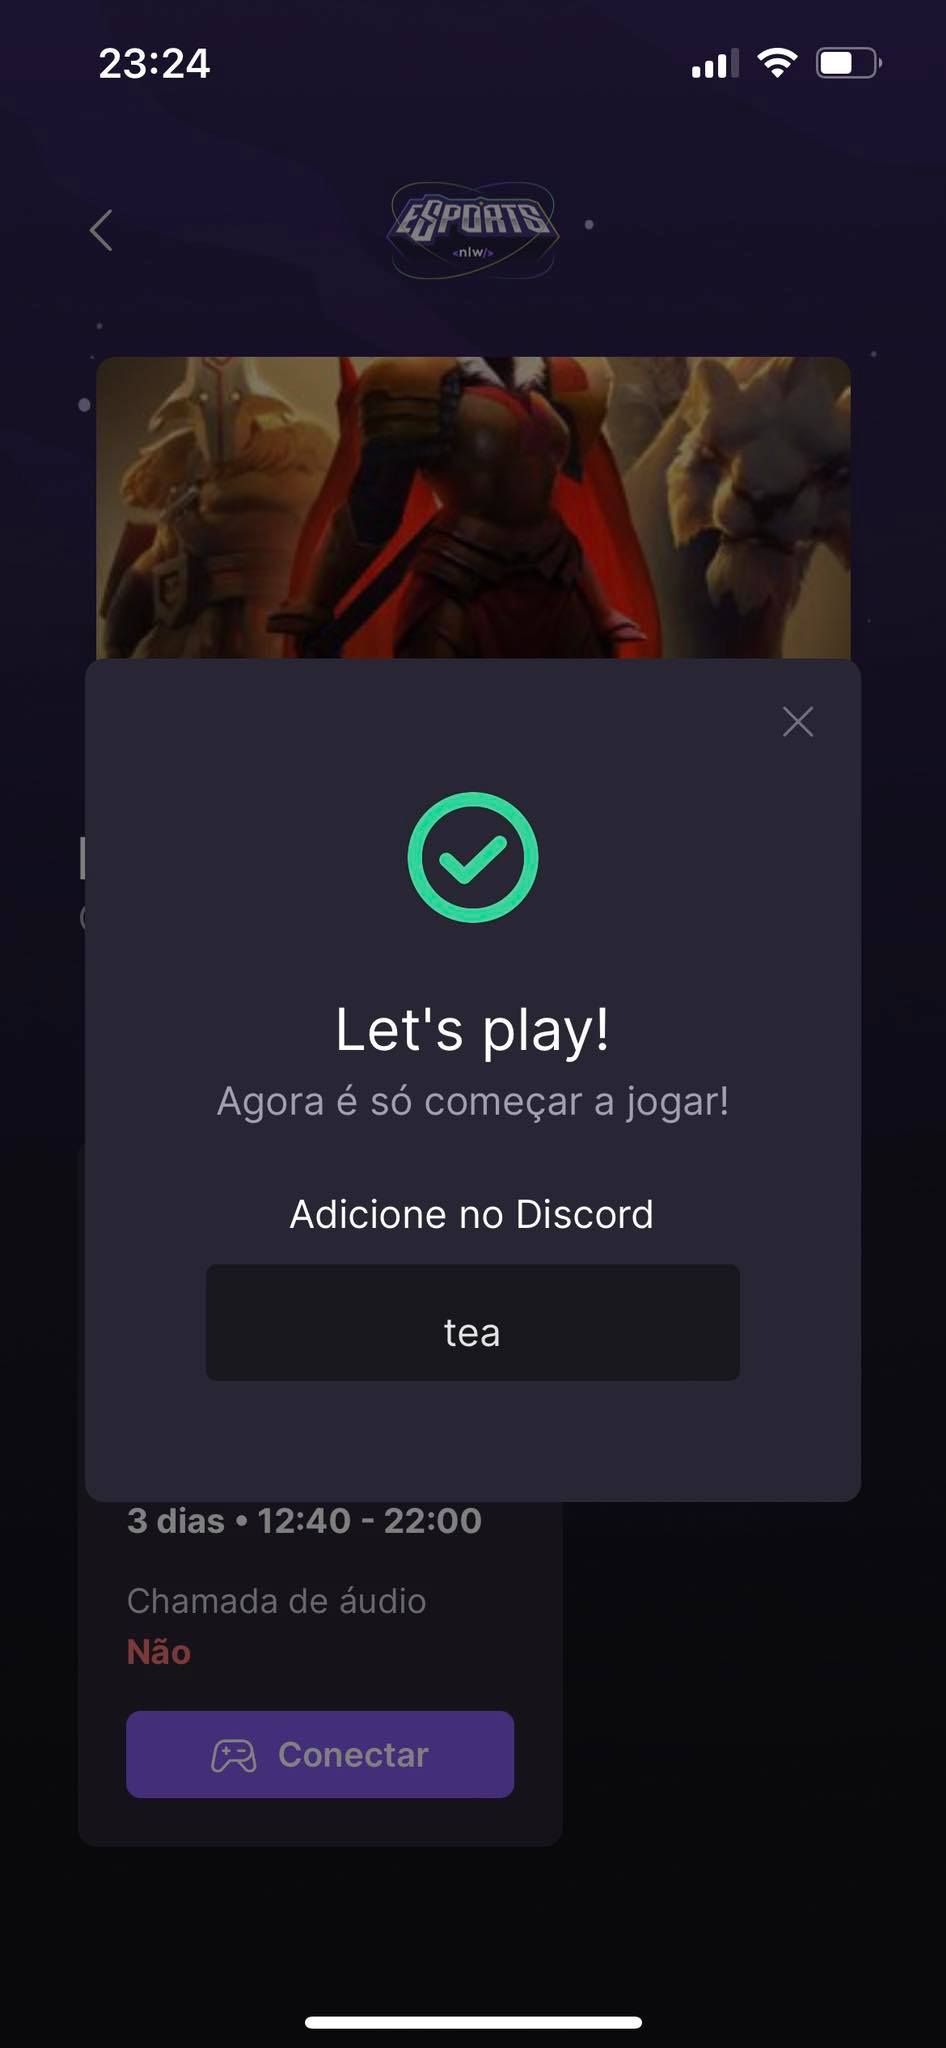 23:24
ESPORTS
<nlw/>
Let's play!
Agora é só começar a jogar!
Adicione no Discord
tea
3 dias • 12:40 - 22:00
Chamada de áudio
Não
Conectar